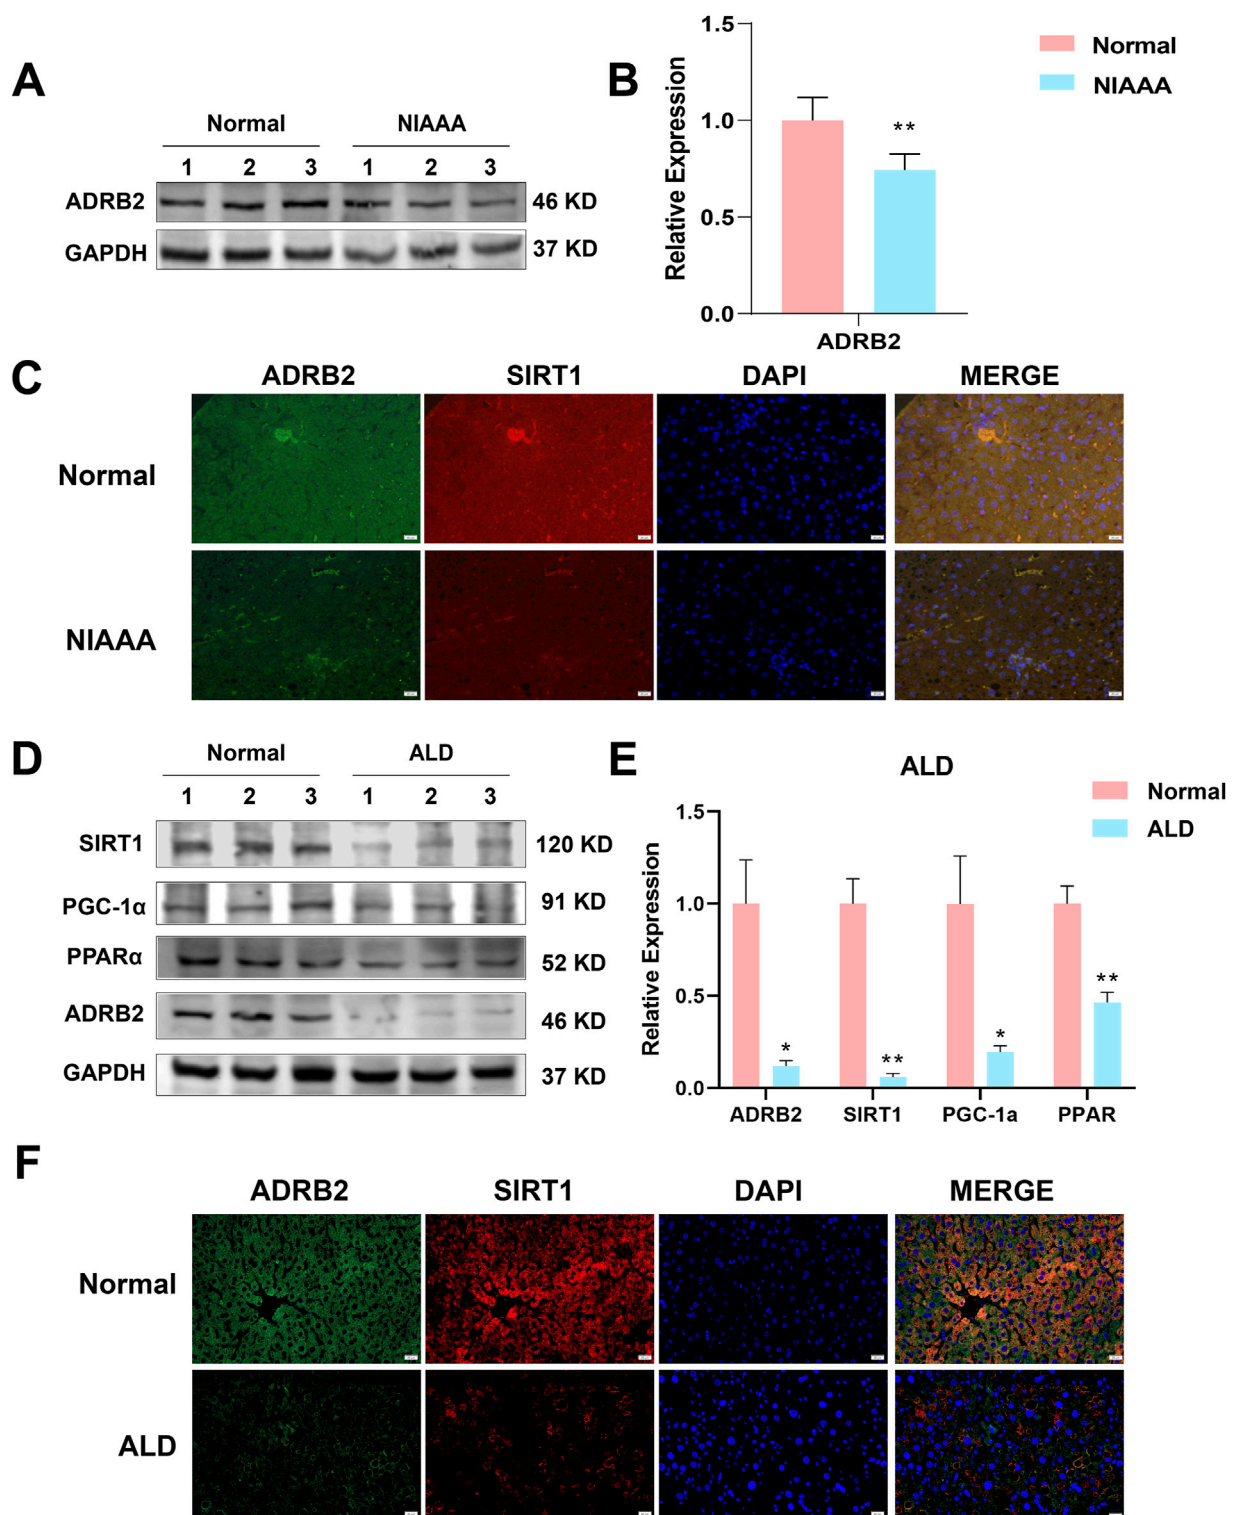 A
Normal NIAAA
1 2 3 1 2 3
ADRB2 46 KD
GAPDH 37 KD
B
Relative Expression
1.5
1.0
0.5
0.0
**
ADRB2
Normal
NIAAA
C
ADRB2 SIRT1 DAPI MERGE
Normal
NIAAA
D
Normal ALD
1 2 3 1 2 3
SIRT1 120 KD
PGC-1α 91 KD
PPARα 52 KD
ADRB2 46 KD
GAPDH 37 KD
E
ALD
Normal
ALD
Relative Expression
1.5
1.0
0.5
0.0
* ** * **
ADRB2 SIRT1 PGC-1a PPAR
F
ADRB2 SIRT1 DAPI MERGE
Normal
ALD